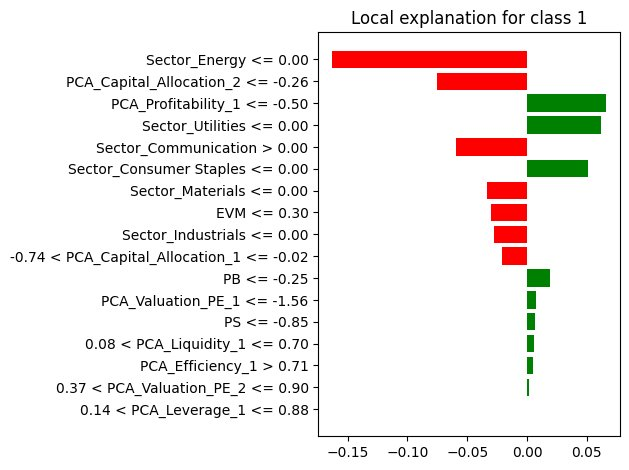 Local explanation for class 1
Sector_Energy <= 0.00
PCA_Capital_Allocation_2 <= -0.26
PCA_Profitability_1 <= -0.50
Sector_Utilities <= 0.00
Sector_Communication > 0.00
Sector_Consumer Staples <= 0.00
Sector_Materials <= 0.00
EVM <= 0.30
Sector_Industrials <= 0.00
-0.74 < PCA_Capital_Allocation_1 <= -0.02
PB <= -0.25
PCA_Valuation_PE_1 <= -1.56
PS <= -0.85
0.08 < PCA_Liquidity_1 <= 0.70
PCA_Efficiency_1 > 0.71
0.37 < PCA_Valuation_PE_2 <= 0.90
0.14 < PCA_Leverage_1 <= 0.88
−0.15 −0.10 −0.05 0.00 0.05